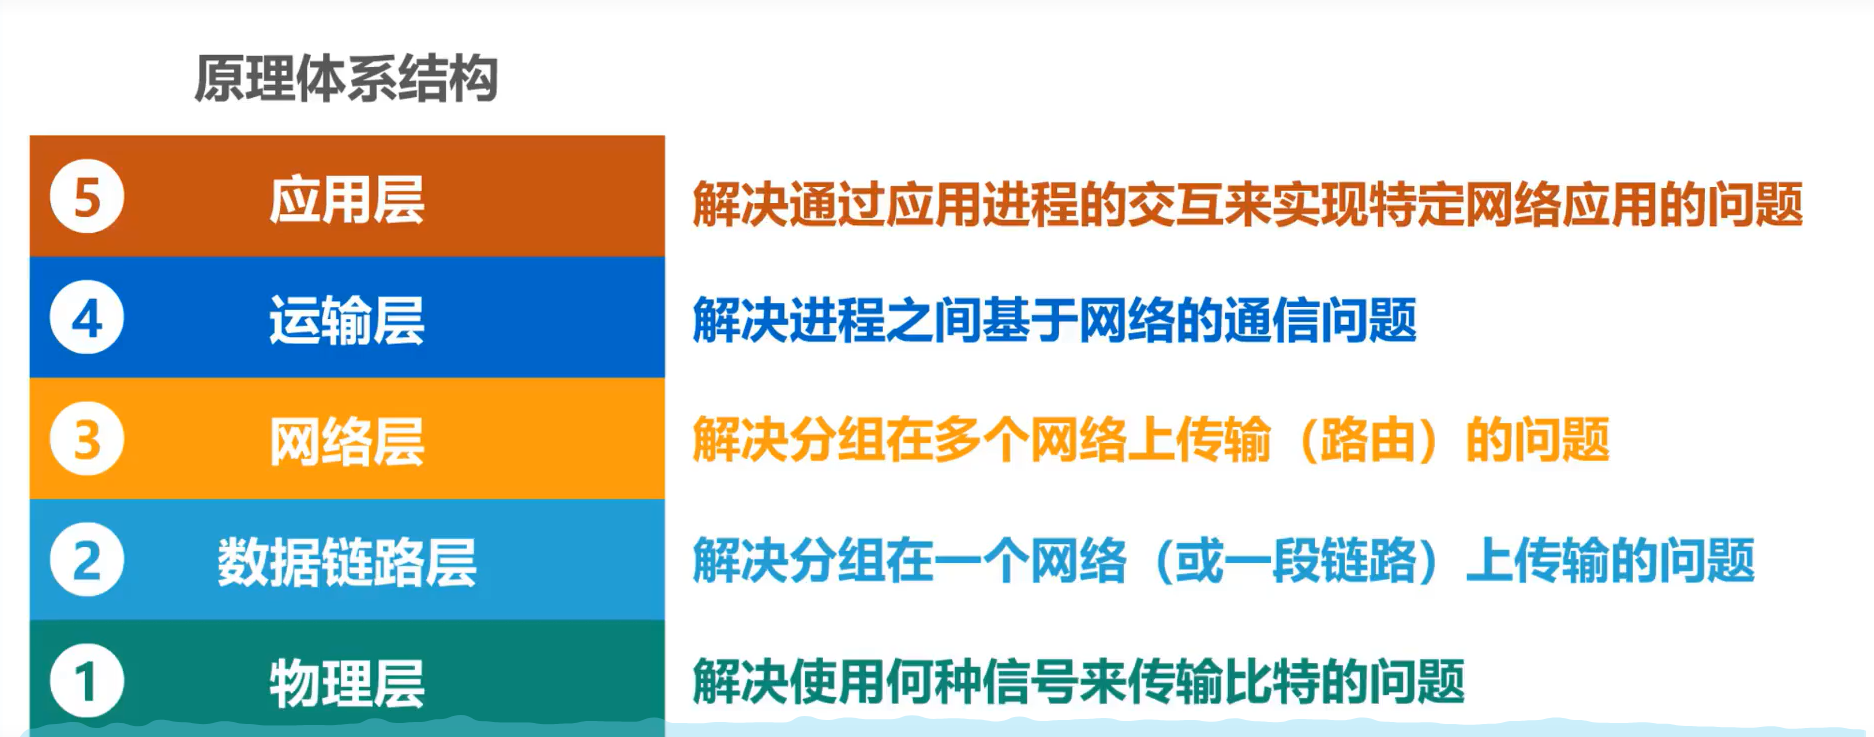 原理体系结构
5 应用层 解决通过应用进程的交互来实现特定网络应用的问题
4 运输层 解决进程之间基于网络的通信问题
3 网络层 解决分组在多个网络上传输（路由）的问题
2 数据链路层 解决分组在一个网络（或一段链路）上传输的问题
1 物理层 解决使用何种信号来传输比特的问题